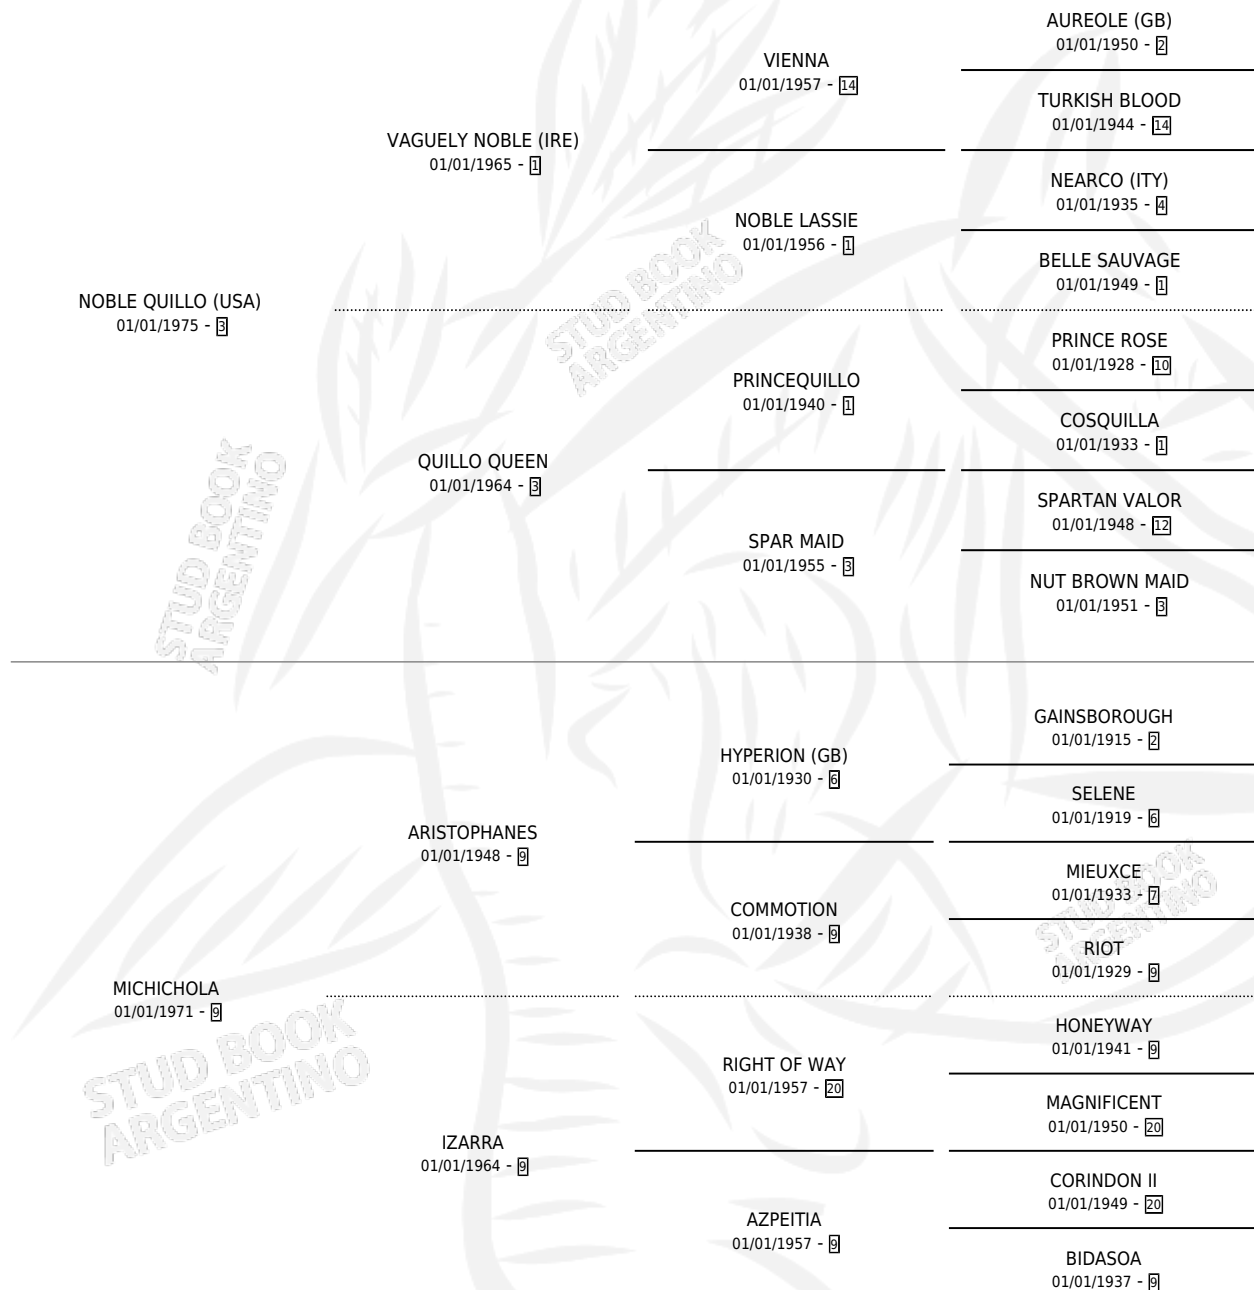 AUREOLE (GB)
01/01/1950 - 2
VIENNA
01/01/1957 - 14
TURKISH BLOOD
01/01/1944 - 14
VAGUELY NOBLE (IRE)
01/01/1965 - 1
NEARCO (ITY)
01/01/1935 - 4
NOBLE LASSIE
01/01/1956 - 1
BELLE SAUVAGE
01/01/1949 - 1
NOBLE QUILLO (USA)
01/01/1975 - 3
PRINCE ROSE
01/01/1928 - 10
PRINCEQUILLO
01/01/1940 - 1
COSQUILLA
01/01/1933 - 1
QUILLO QUEEN
01/01/1964 - 3
SPARTAN VALOR
01/01/1948 - 12
SPAR MAID
01/01/1955 - 3
NUT BROWN MAID
01/01/1951 - 3
STUD BOOK
ARGENTINO
STUD BOOK
ARGENTINO
GAINSBOROUGH
01/01/1915 - 2
HYPERION (GB)
01/01/1930 - 6
SELENE
01/01/1919 - 6
ARISTOPHANES
01/01/1948 - 9
MIEUXCE
01/01/1933 - 7
COMMOTION
01/01/1938 - 9
RIOT
01/01/1929 - 9
STUD BOOK
ARGENTINO
MICHICHOLA
01/01/1971 - 9
HONEYWAY
01/01/1941 - 9
RIGHT OF WAY
01/01/1957 - 20
MAGNIFICENT
01/01/1950 - 20
STUD BOOK
ARGENTINO
IZARRA
01/01/1964 - 9
CORINDON II
01/01/1949 - 20
AZPEITIA
01/01/1957 - 9
BIDASOA
01/01/1937 - 9